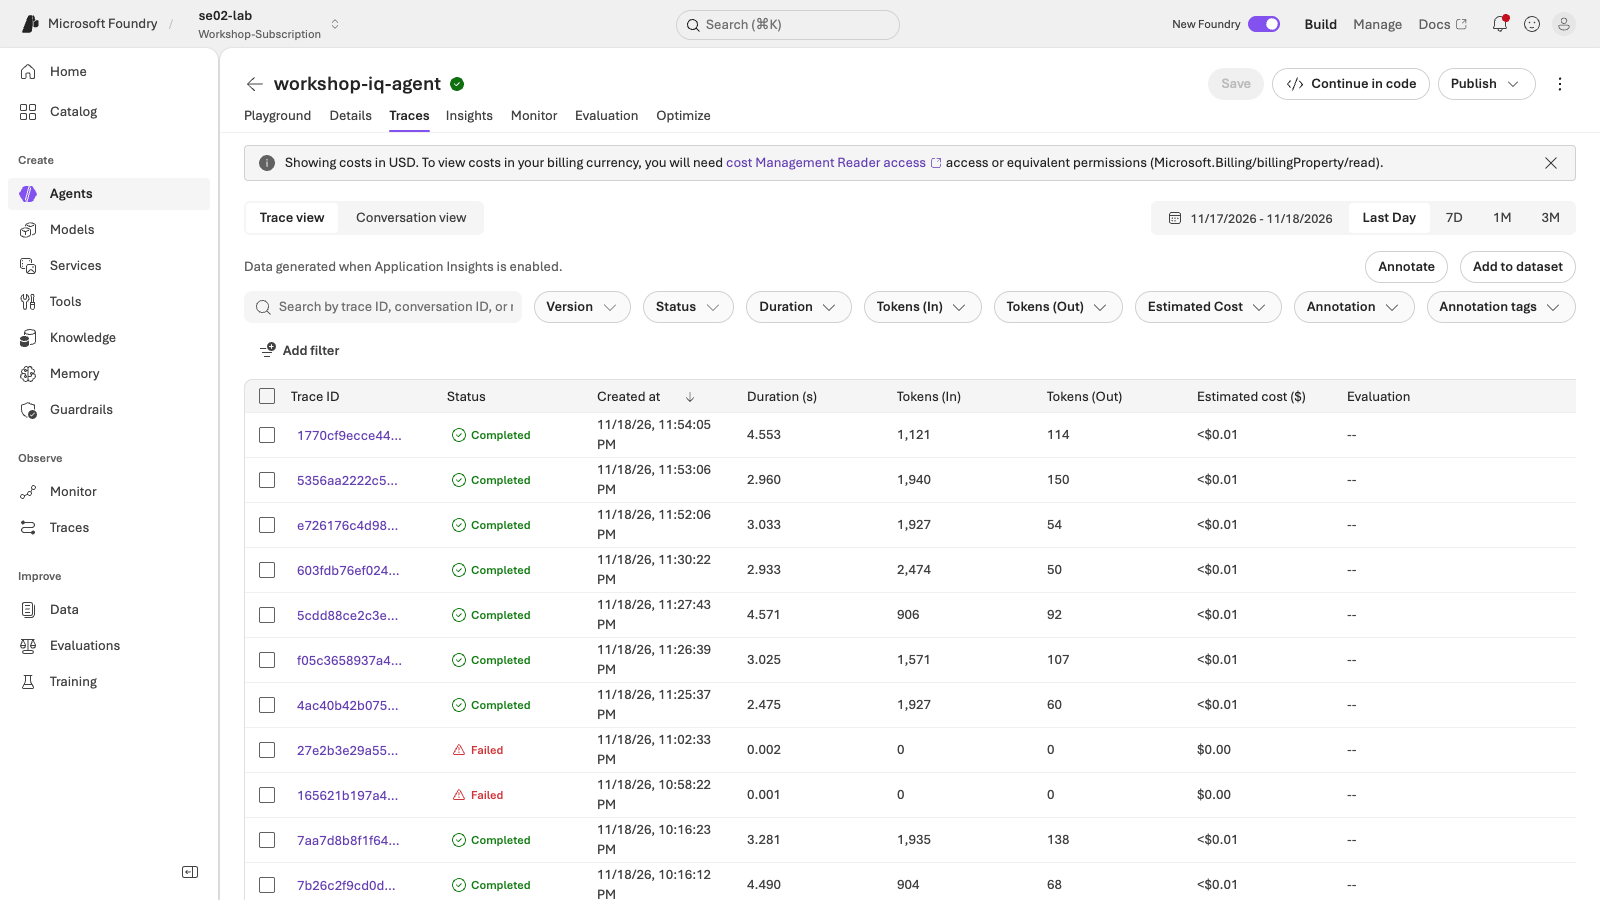 Microsoft Foundry / se02-lab
Workshop-Subscription
Search (⌘K)
New Foundry
Build Manage Docs
Home
Catalog
Create
Agents
Models
Services
Tools
Knowledge
Memory
Guardrails
Observe
Monitor
Traces
Improve
Data
Evaluations
Training
workshop-iq-agent
Save
</> Continue in code
Publish
Playground Details Traces Insights Monitor Evaluation Optimize
Showing costs in USD. To view costs in your billing currency, you will need cost Management Reader access access or equivalent permissions (Microsoft.Billing/billingProperty/read).
Trace view Conversation view
11/17/2026 - 11/18/2026 Last Day 7D 1M 3M
Data generated when Application Insights is enabled.
Annotate Add to dataset
Search by trace ID, conversation ID, or r
Version Status Duration Tokens (In) Tokens (Out) Estimated Cost Annotation Annotation tags
Add filter
Trace ID Status Created at Duration (s) Tokens (In) Tokens (Out) Estimated cost ($) Evaluation
1770cf9ecce44... Completed 11/18/26, 11:54:05 PM 4.553 1,121 114 <$0.01 --
5356aa2222c5... Completed 11/18/26, 11:53:06 PM 2.960 1,940 150 <$0.01 --
e726176c4d98... Completed 11/18/26, 11:52:06 PM 3.033 1,927 54 <$0.01 --
603fdb76ef024... Completed 11/18/26, 11:30:22 PM 2.933 2,474 50 <$0.01 --
5cdd88ce2c3e... Completed 11/18/26, 11:27:43 PM 4.571 906 92 <$0.01 --
f05c3658937a4... Completed 11/18/26, 11:26:39 PM 3.025 1,571 107 <$0.01 --
4ac40b42b075... Completed 11/18/26, 11:25:37 PM 2.475 1,927 60 <$0.01 --
27e2b3e29a55... Failed 11/18/26, 11:02:33 PM 0.002 0 0 $0.00 --
165621b197a4... Failed 11/18/26, 10:58:22 PM 0.001 0 0 $0.00 --
7aa7d8b8f1f64... Completed 11/18/26, 10:16:23 PM 3.281 1,935 138 <$0.01 --
7b26c2f9cd0d... Completed 11/18/26, 10:16:12 PM 4.490 904 68 <$0.01 --